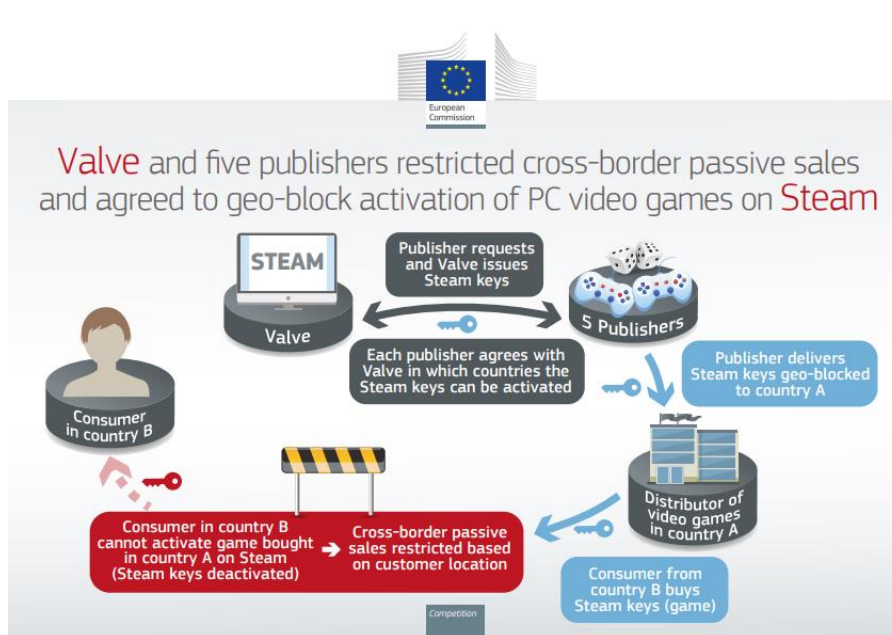 European
Commission
Valve and five publishers restricted cross-border passive sales
and agreed to geo-block activation of PC video games on Steam
STEAM
Valve
Publisher requests
and Valve issues
Steam keys
5 Publishers
Each publisher agrees with
Valve in which countries the
Steam keys can be activated
Publisher delivers
Steam keys geo-blocked
to country A
Consumer
in country B
Distributor of
video games
in country A
Consumer in country B
cannot activate game bought
in country A on Steam
(Steam keys deactivated)
Cross-border passive
sales restricted based
on customer location
Consumer from
country B buys
Steam keys (game)
Competition